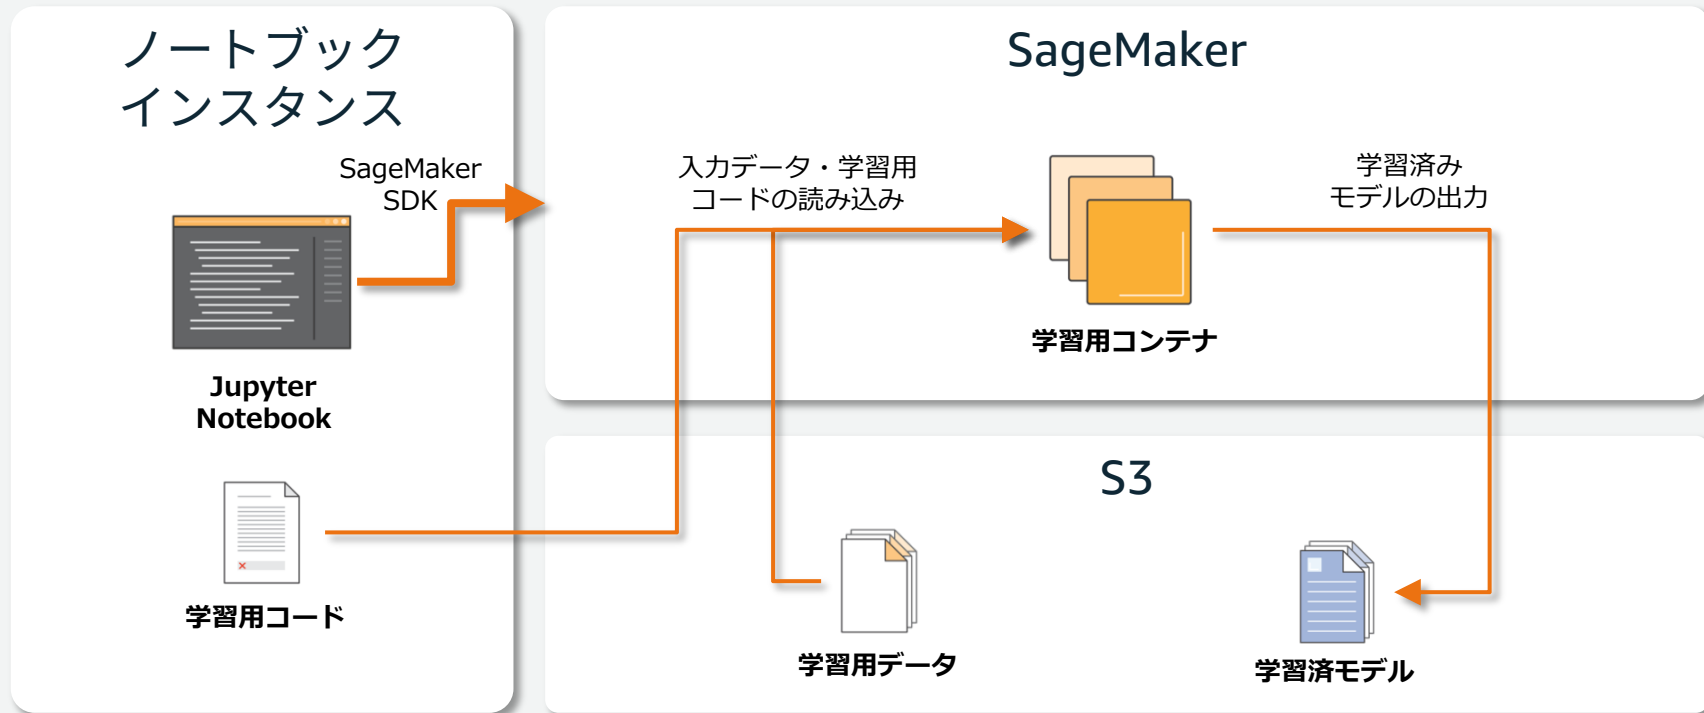 ノートブック
インスタンス
SageMaker
SDK
Jupyter
Notebook
学習用コード
SageMaker
入力データ・学習用
コードの読み込み
学習用コンテナ
学習済み
モデルの出力
S3
学習用データ
学習済モデル